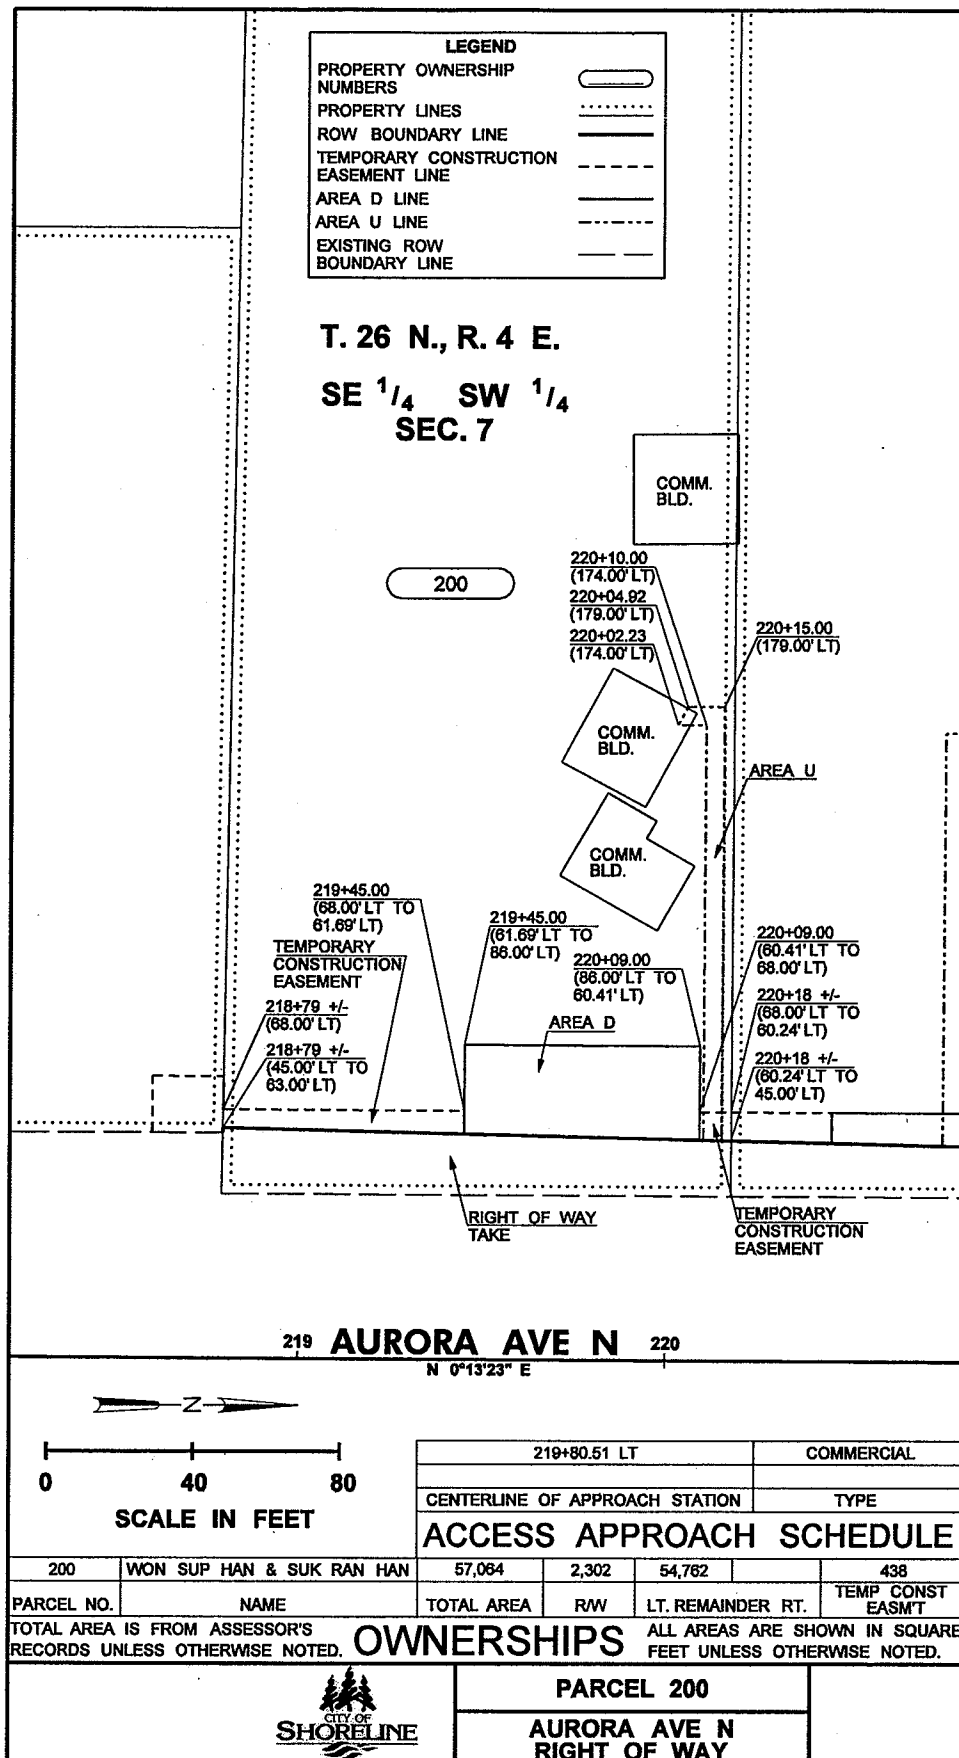 LEGEND
PROPERTY OWNERSHIP
NUMBERS
PROPERTY LINES
ROW BOUNDARY LINE
TEMPORARY CONSTRUCTION
EASEMENT LINE
AREA D LINE
AREA U LINE
EXISTING ROW
BOUNDARY LINE
T. 26 N., R. 4 E.
SE 1/4 SW 1/4
SEC. 7
COMM.
BLD.
200
220+10.00
(174.00' LT)
220+04.92
(179.00' LT)
220+02.23
(174.00' LT)
220+15.00
(179.00' LT)
COMM.
BLD.
AREA U
COMM.
BLD.
219+45.00
(68.00' LT TO
61.69' LT)
219+45.00
(61.69' LT TO
86.00' LT)
220+09.00
(86.00' LT TO
60.41' LT)
220+09.00
(60.41' LT TO
68.00' LT)
TEMPORARY
CONSTRUCTION
EASEMENT
218+79 +/-
(68.00' LT)
218+79 +/-
(45.00' LT TO
63.00' LT)
AREA D
220+18 +/-
(68.00' LT TO
60.24' LT)
220+18 +/-
(60.24' LT TO
45.00' LT)
RIGHT OF WAY
TAKE
TEMPORARY
CONSTRUCTION
EASEMENT
219 AURORA AVE N 220
N 0°13'23" E
N
0 40 80
SCALE IN FEET
219+80.51 LT COMMERCIAL
CENTERLINE OF APPROACH STATION TYPE
ACCESS APPROACH SCHEDULE
200 WON SUP HAN & SUK RAN HAN 57,064 2,302 54,762 438
PARCEL NO. NAME TOTAL AREA R/W LT. REMAINDER RT. TEMP CONST
EASM'T
TOTAL AREA IS FROM ASSESSOR'S
RECORDS UNLESS OTHERWISE NOTED.
OWNERSHIPS
ALL AREAS ARE SHOWN IN SQUARE
FEET UNLESS OTHERWISE NOTED.
CITY OF
SHORELINE
PARCEL 200
AURORA AVE N
RIGHT OF WAY